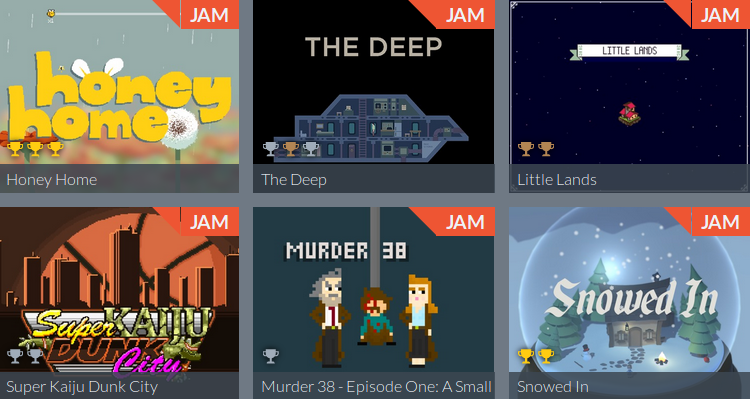 JAM
honey
home
Honey Home
JAM
THE DEEP
The Deep
JAM
LITTLE LANDS
Little Lands
JAM
Super KAIJU
DUNK
City
Super Kaiju Dunk City
JAM
MURDER 38
Murder 38 - Episode One: A Small
JAM
Snowed In
Snowed In